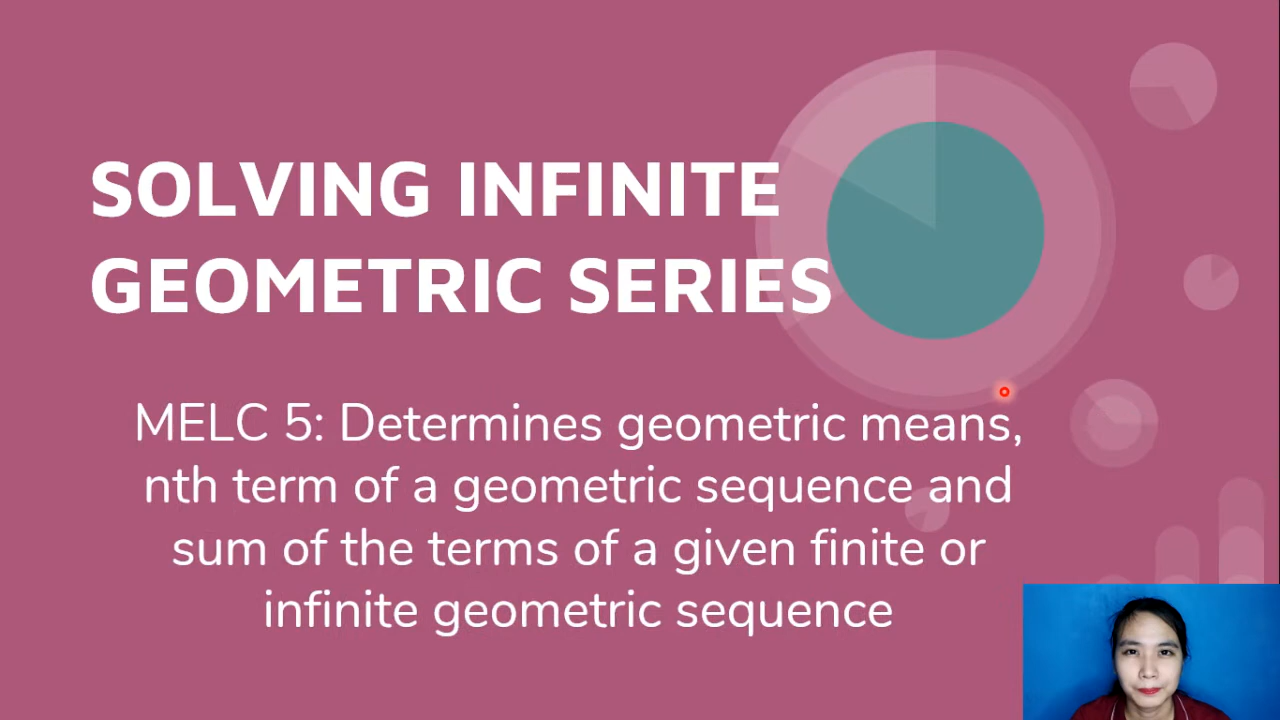 SOLVING INFINITE
GEOMETRIC SERIES
MELC 5: Determines geometric means,
nth term of a geometric sequence and
sum of the terms of a given finite or
infinite geometric sequence